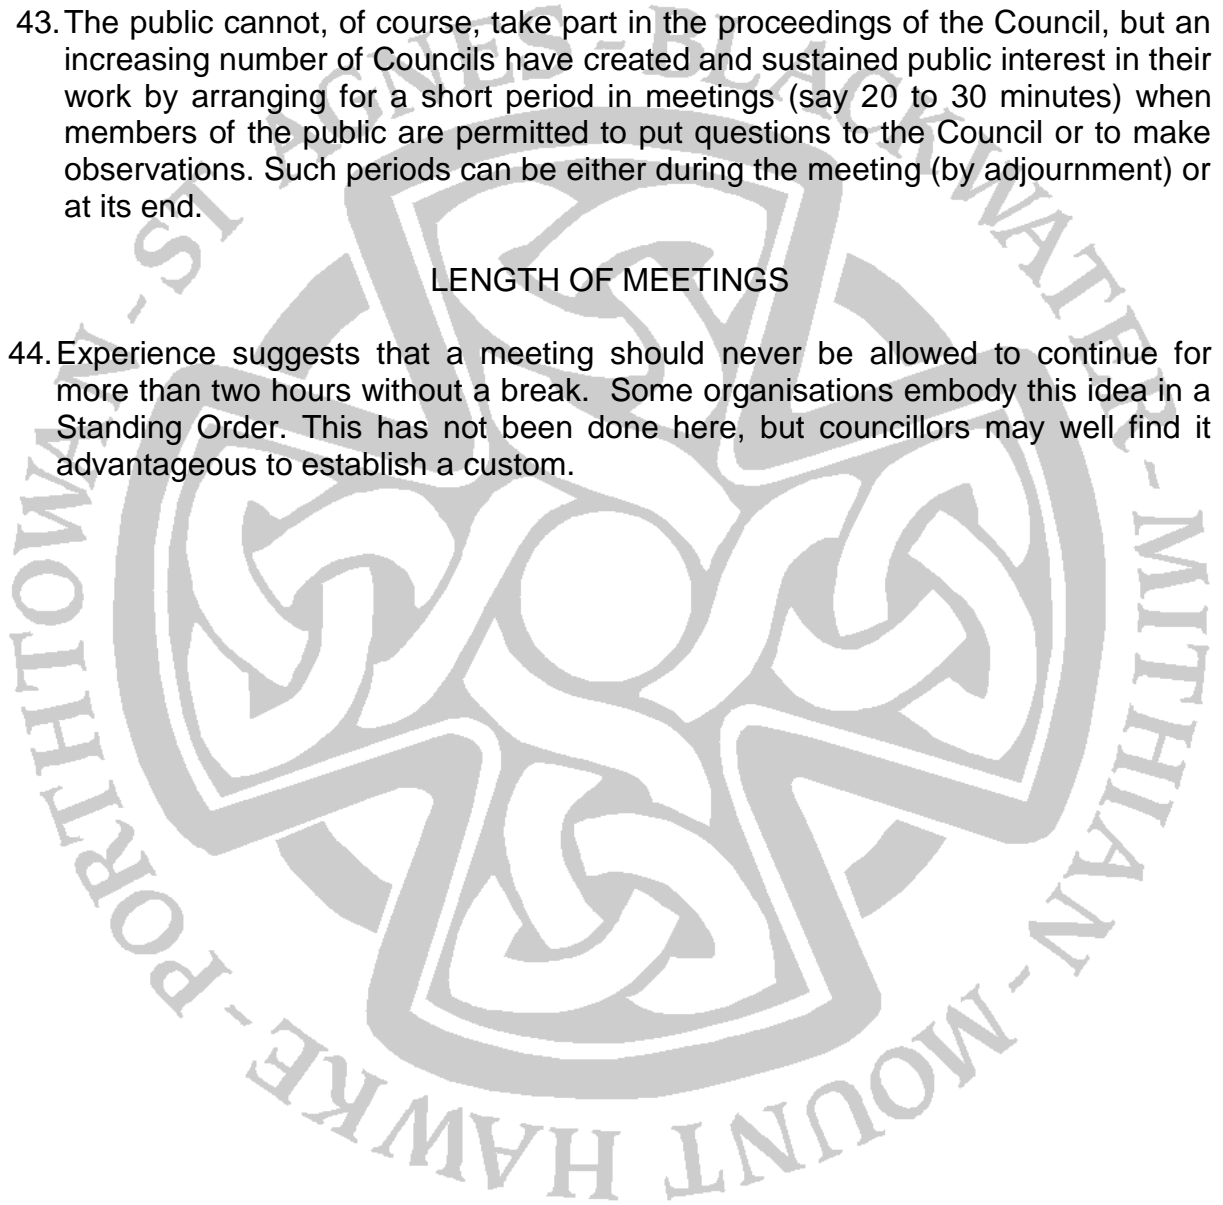 43. The public cannot, of course, take part in the proceedings of the Council, but an
increasing number of Councils have created and sustained public interest in their
work by arranging for a short period in meetings (say 20 to 30 minutes) when
members of the public are permitted to put questions to the Council or to make
observations. Such periods can be either during the meeting (by adjournment) or
at its end.
LENGTH OF MEETINGS
44. Experience suggests that a meeting should never be allowed to continue for
more than two hours without a break. Some organisations embody this idea in a
Standing Order. This has not been done here, but councillors may well find it
advantageous to establish a custom.
ST AGNES - BLACKWATER - MITHIAN - MOUNT HAWKE - PORTHTOWAN -